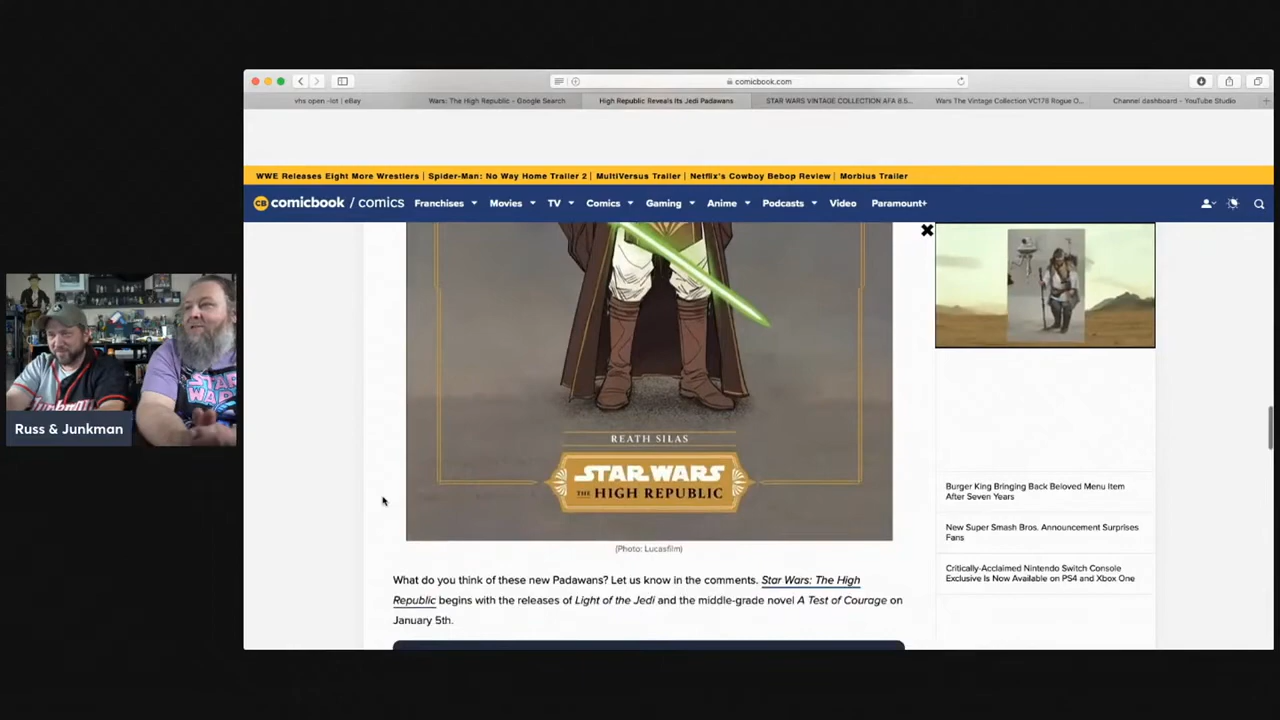 comicbook.com
vhs open -lot | eBay
Wars: The High Republic - Google Search
High Republic Reveals Its Jedi Padawans
STAR WARS VINTAGE COLLECTION AFA 8.5...
Wars The Vintage Collection VC178 Rogue O...
Channel dashboard - YouTube Studio
WWE Releases Eight More Wrestlers | Spider-Man: No Way Home Trailer 2 | MultiVersus Trailer | Netflix's Cowboy Bebop Review | Morbius Trailer
CB comicbook / comics Franchises Movies TV Comics Gaming Anime Podcasts Video Paramount+
STAR WARS
Russ & Junkman
REATH SILAS
STAR WARS
THE HIGH REPUBLIC
(Photo: Lucasfilm)
What do you think of these new Padawans? Let us know in the comments. Star Wars: The High
Republic begins with the releases of Light of the Jedi and the middle-grade novel A Test of Courage on
January 5th.
Burger King Bringing Back Beloved Menu Item
After Seven Years
New Super Smash Bros. Announcement Surprises
Fans
Critically-Acclaimed Nintendo Switch Console
Exclusive Is Now Available on PS4 and Xbox One